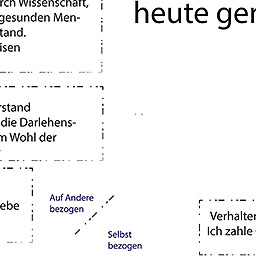 rch Wissenschaft,
gesunden Men-
tand.
isen
heute ger
rstand
die Darlehens-
m Wohl der
ebe
Auf Andere
bezogen
Selbst
bezogen
Verhalter
Ich zahle